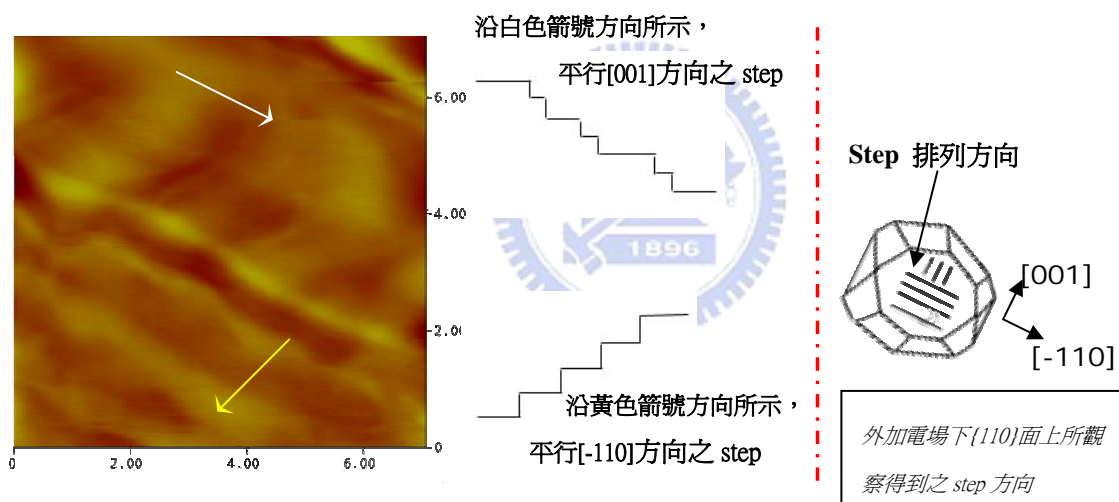 沿白色箭號方向所示，
平行[001]方向之 step
6.00
4.00
2.00
0
0
2.00
4.00
6.00
1896
沿黃色箭號方向所示，
平行[-110]方向之 step
Step 排列方向
[001]
[-110]
外加電場下{110}面上所觀
察得到之 step 方向